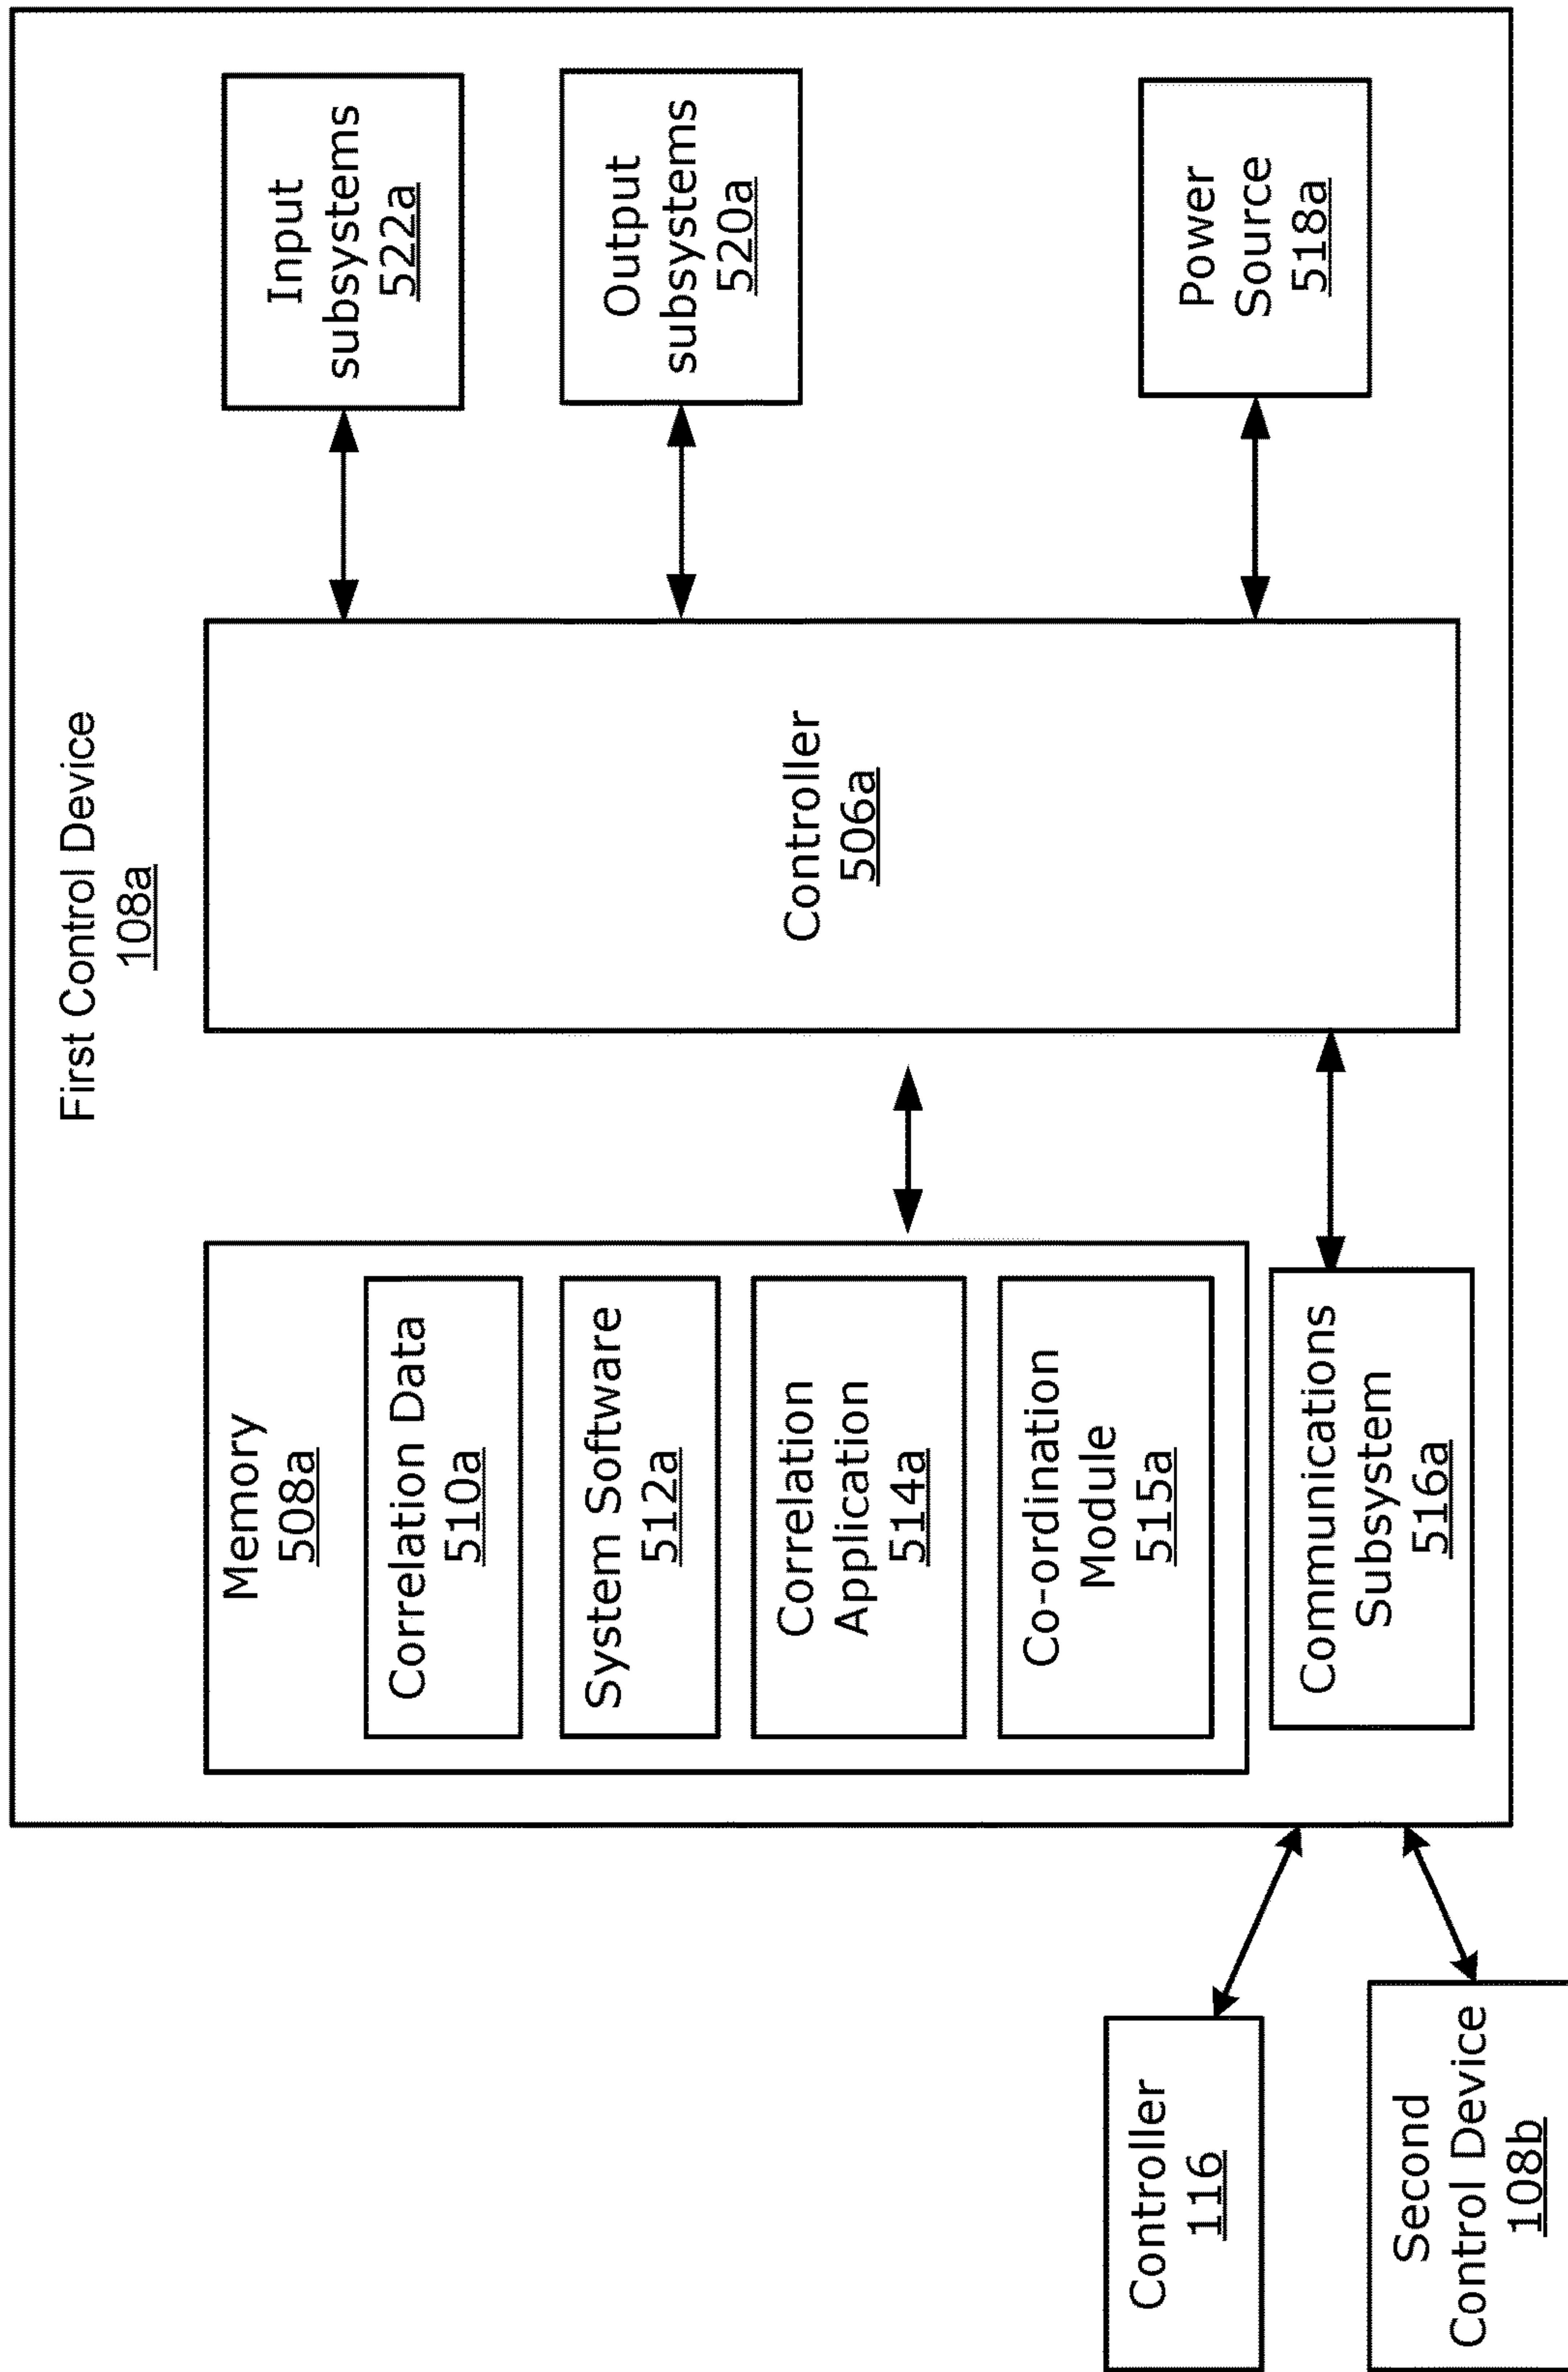 First Control Device
108a
Memory
508a
Correlation Data
510a
System Software
512a
Correlation
Application
514a
Co-ordination
Module
515a
Communications
Subsystem
516a
Controller
506a
Input
subsystems
522a
Output
subsystems
520a
Power
Source
518a
Controller
116
Second
Control Device
108b